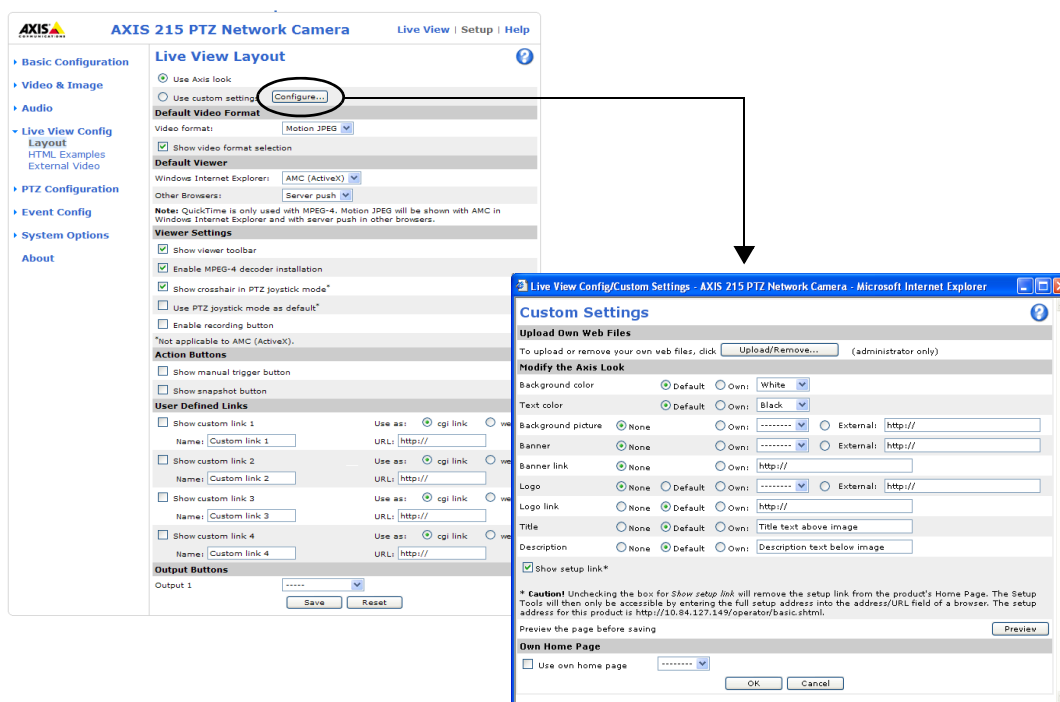 AXIS
COMMUNICATIONS
AXIS 215 PTZ Network Camera
Live View | Setup | Help
Basic Configuration
Video & Image
Audio
Live View Config
Layout
HTML Examples
External Video
PTZ Configuration
Event Config
System Options
About
Live View Layout
Use Axis look
Use custom settings
Configure...
Default Video Format
Video format: Motion JPEG
Show video format selection
Default Viewer
Windows Internet Explorer: AMC (ActiveX)
Other Browsers: Server push
Note: QuickTime is only used with MPEG-4. Motion JPEG will be shown with AMC in
Windows Internet Explorer and with server push in other browsers.
Viewer Settings
Show viewer toolbar
Enable MPEG-4 decoder installation
Show crosshair in PTZ joystick mode*
Use PTZ joystick mode as default*
Enable recording button
*Not applicable to AMC (ActiveX).
Action Buttons
Show manual trigger button
Show snapshot button
User Defined Links
Show custom link 1 Use as: cgi link we
Name: Custom link 1 URL: http://
Show custom link 2 Use as: cgi link we
Name: Custom link 2 URL: http://
Show custom link 3 Use as: cgi link we
Name: Custom link 3 URL: http://
Show custom link 4 Use as: cgi link we
Name: Custom link 4 URL: http://
Output Buttons
Output 1 -----
Save Reset
Live View Config/Custom Settings - AXIS 215 PTZ Network Camera - Microsoft Internet Explorer
Custom Settings
Upload Own Web Files
To upload or remove your own web files, click Upload/Remove... (administrator only)
Modify the Axis Look
Background color Default Own: White
Text color Default Own: Black
Background picture None Own: -------- External: http://
Banner None Own: -------- External: http://
Banner link None Own: http://
Logo None Default Own: -------- External: http://
Logo link None Default Own: http://
Title None Default Own: Title text above image
Description None Default Own: Description text below image
Show setup link*
* Caution! Unchecking the box for Show setup link will remove the setup link from the product's Home Page. The Setup
Tools will then only be accessible by entering the full setup address into the address/URL field of a browser. The setup
address for this product is http://10.84.127.149/operator/basic.shtml.
Preview the page before saving Preview
Own Home Page
Use own home page --------
OK Cancel